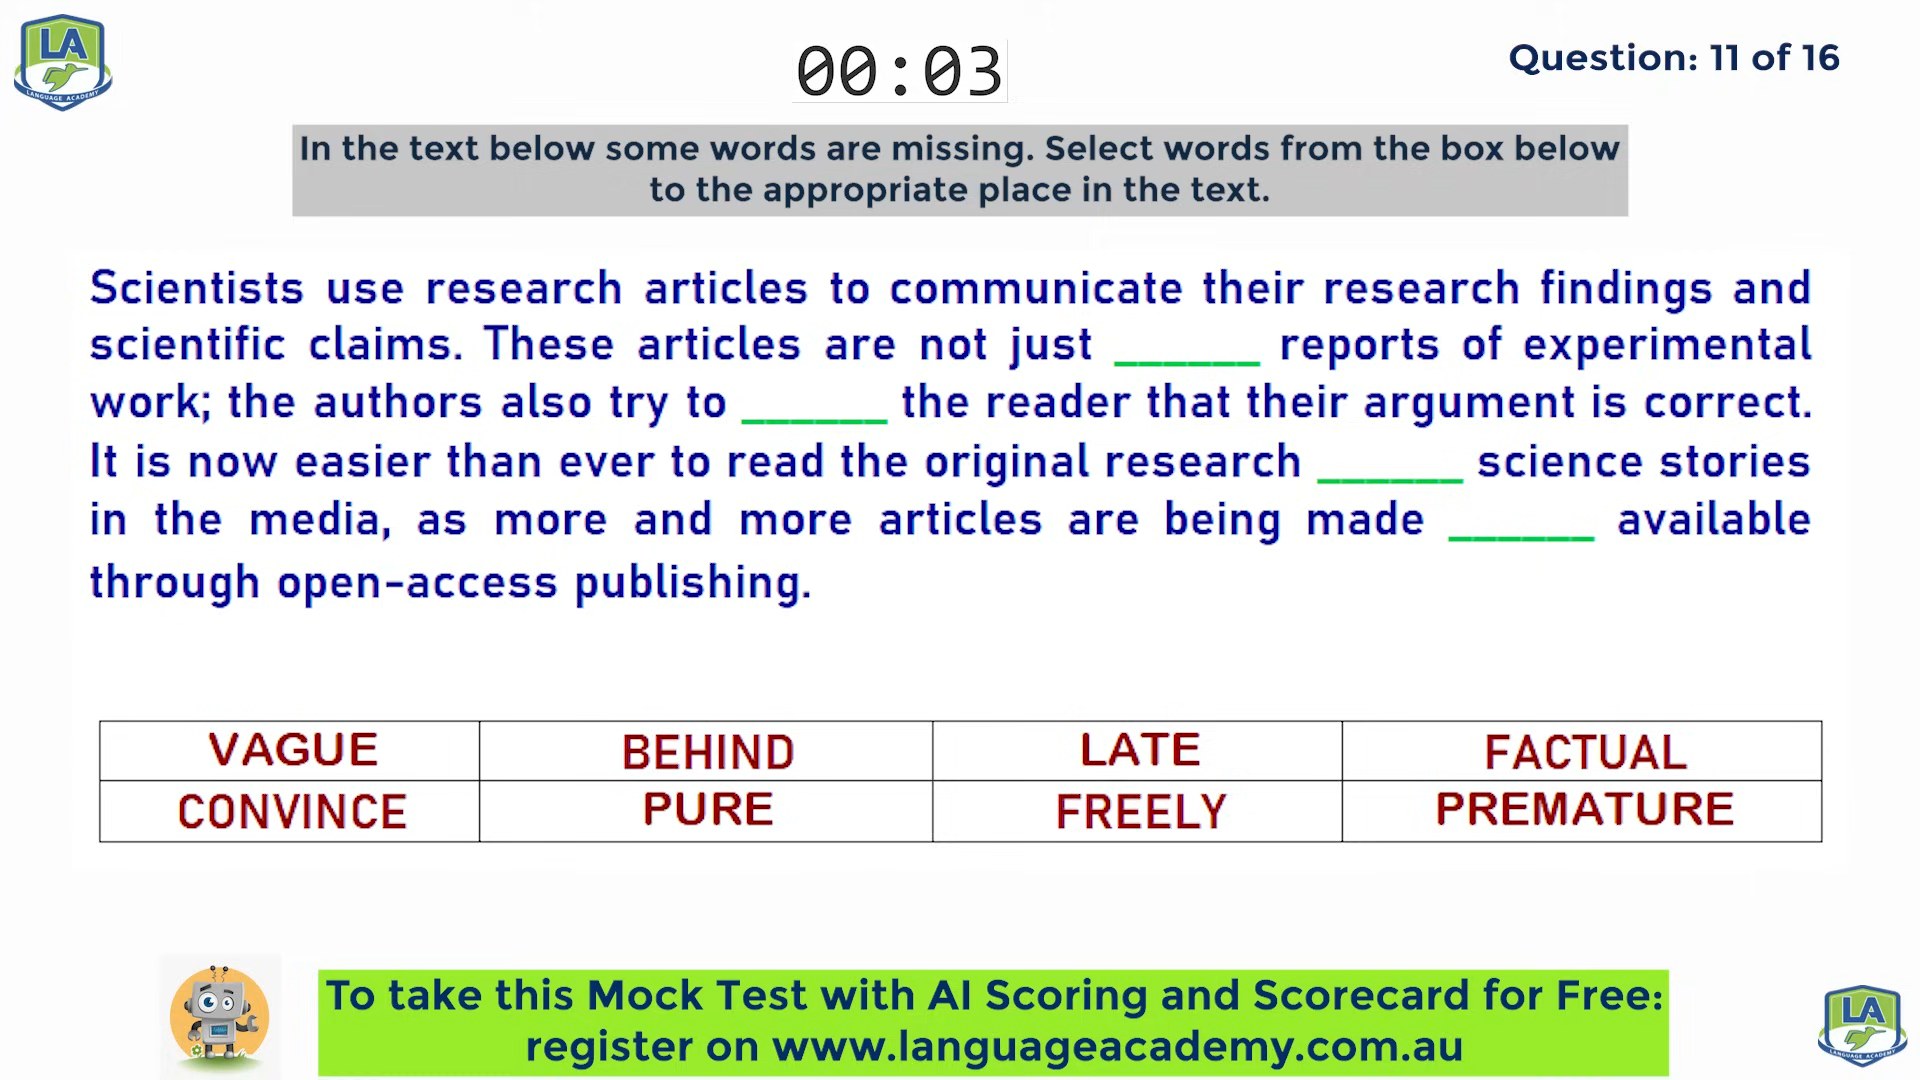 LA
LANGUAGE ACADEMY
00:03
Question: 11 of 16
In the text below some words are missing. Select words from the box below
to the appropriate place in the text.
Scientists use research articles to communicate their research findings and
scientific claims. These articles are not just ______ reports of experimental
work; the authors also try to ______ the reader that their argument is correct.
It is now easier than ever to read the original research ______ science stories
in the media, as more and more articles are being made ______ available
through open-access publishing.
VAGUE BEHIND LATE FACTUAL
CONVINCE PURE FREELY PREMATURE
To take this Mock Test with AI Scoring and Scorecard for Free:
register on www.languageacademy.com.au
LA
LANGUAGE ACADEMY